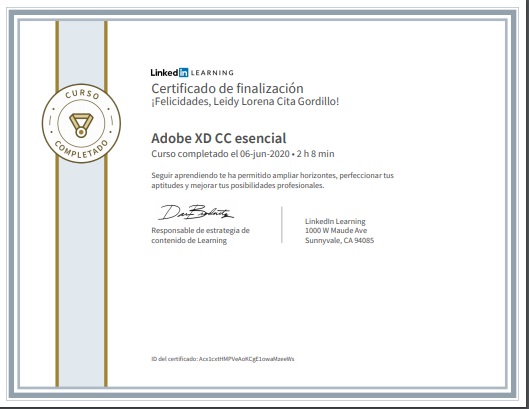 Linked in LEARNING
Certificado de finalización
¡Felicidades, Leidy Lorena Cita Gordillo!
CURSO
COMPLETADO
Adobe XD CC esencial
Curso completado el 06-jun-2020 • 2 h 8 min
Seguir aprendiendo te ha permitido ampliar horizontes, perfeccionar tus
aptitudes y mejorar tus posibilidades profesionales.
Responsable de estrategia de
contenido de Learning
LinkedIn Learning
1000 W Maude Ave
Sunnyvale, CA 94085
ID del certificado: